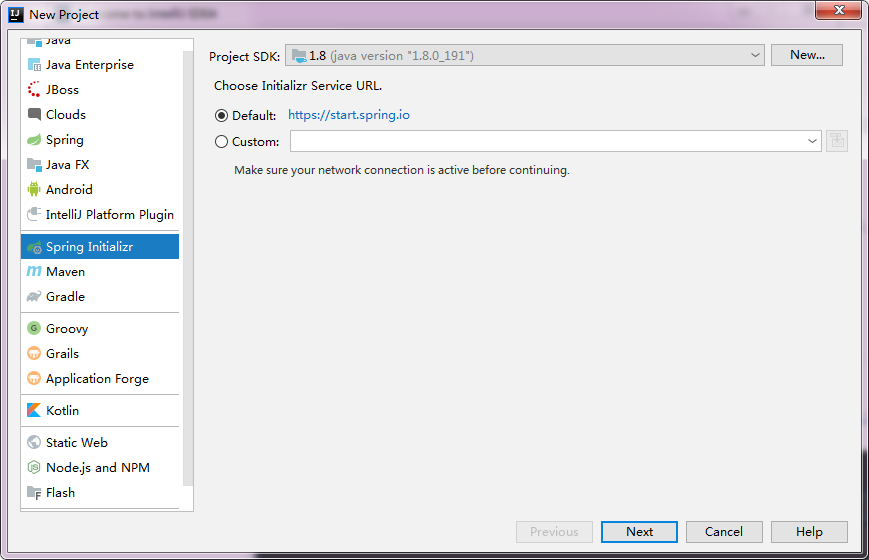 New Project
Java
Java Enterprise
JBoss
Clouds
Spring
Java FX
Android
IntelliJ Platform Plugin
Spring Initializr
Maven
Gradle
Groovy
Grails
Application Forge
Kotlin
Static Web
Node.js and NPM
Flash
Project SDK: 1.8 (java version "1.8.0_191") New...
Choose Initializr Service URL.
Default: https://start.spring.io
Custom:
Make sure your network connection is active before continuing.
Previous Next Cancel Help